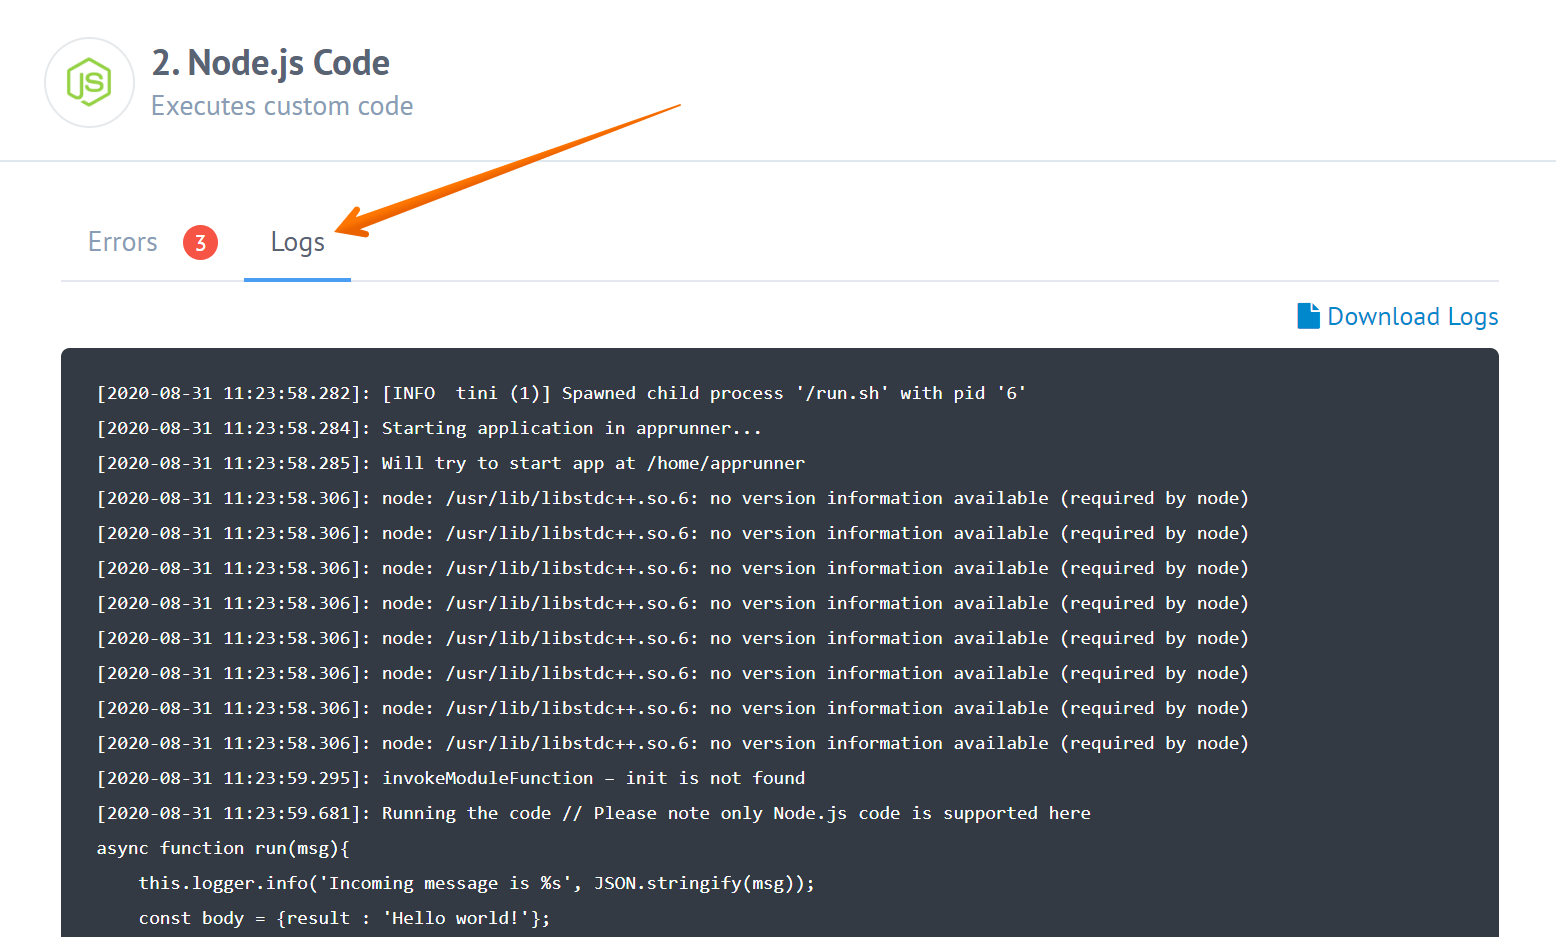 JS
2. Node.js Code
Executes custom code
Errors 3 Logs
Download Logs
[2020-08-31 11:23:58.282]: [INFO  tini (1)] Spawned child process '/run.sh' with pid '6'
[2020-08-31 11:23:58.284]: Starting application in apprunner...
[2020-08-31 11:23:58.285]: Will try to start app at /home/apprunner
[2020-08-31 11:23:58.306]: node: /usr/lib/libstdc++.so.6: no version information available (required by node)
[2020-08-31 11:23:58.306]: node: /usr/lib/libstdc++.so.6: no version information available (required by node)
[2020-08-31 11:23:58.306]: node: /usr/lib/libstdc++.so.6: no version information available (required by node)
[2020-08-31 11:23:58.306]: node: /usr/lib/libstdc++.so.6: no version information available (required by node)
[2020-08-31 11:23:58.306]: node: /usr/lib/libstdc++.so.6: no version information available (required by node)
[2020-08-31 11:23:58.306]: node: /usr/lib/libstdc++.so.6: no version information available (required by node)
[2020-08-31 11:23:58.306]: node: /usr/lib/libstdc++.so.6: no version information available (required by node)
[2020-08-31 11:23:58.306]: node: /usr/lib/libstdc++.so.6: no version information available (required by node)
[2020-08-31 11:23:59.295]: invokeModuleFunction – init is not found
[2020-08-31 11:23:59.681]: Running the code // Please note only Node.js code is supported here
async function run(msg){
    this.logger.info('Incoming message is %s', JSON.stringify(msg));
    const body = {result : 'Hello world!'};